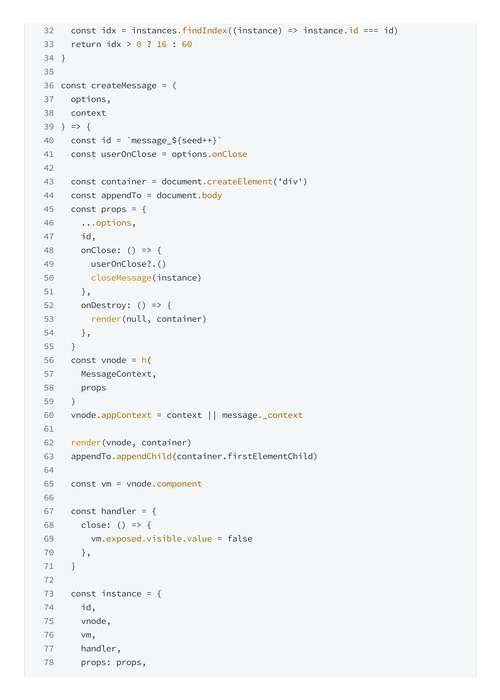 32 const idx = instances.findIndex((instance) => instance.id === id)
33 return idx > 0 ? 16 : 60
34 }
35
36 const createMessage = (
37 options,
38 context
39 ) => {
40 const id = `message_${seed++}`
41 const userOnClose = options.onClose
42
43 const container = document.createElement('div')
44 const appendTo = document.body
45 const props = {
46 ...options,
47 id,
48 onClose: () => {
49 userOnClose?.()
50 closeMessage(instance)
51 },
52 onDestroy: () => {
53 render(null, container)
54 },
55 }
56 const vnode = h(
57 MessageContext,
58 props
59 )
60 vnode.appContext = context || message._context
61
62 render(vnode, container)
63 appendTo.appendChild(container.firstElementChild)
64
65 const vm = vnode.component
66
67 const handler = {
68 close: () => {
69 vm.exposed.visible.value = false
70 },
71 }
72
73 const instance = {
74 id,
75 vnode,
76 vm,
77 handler,
78 props: props,